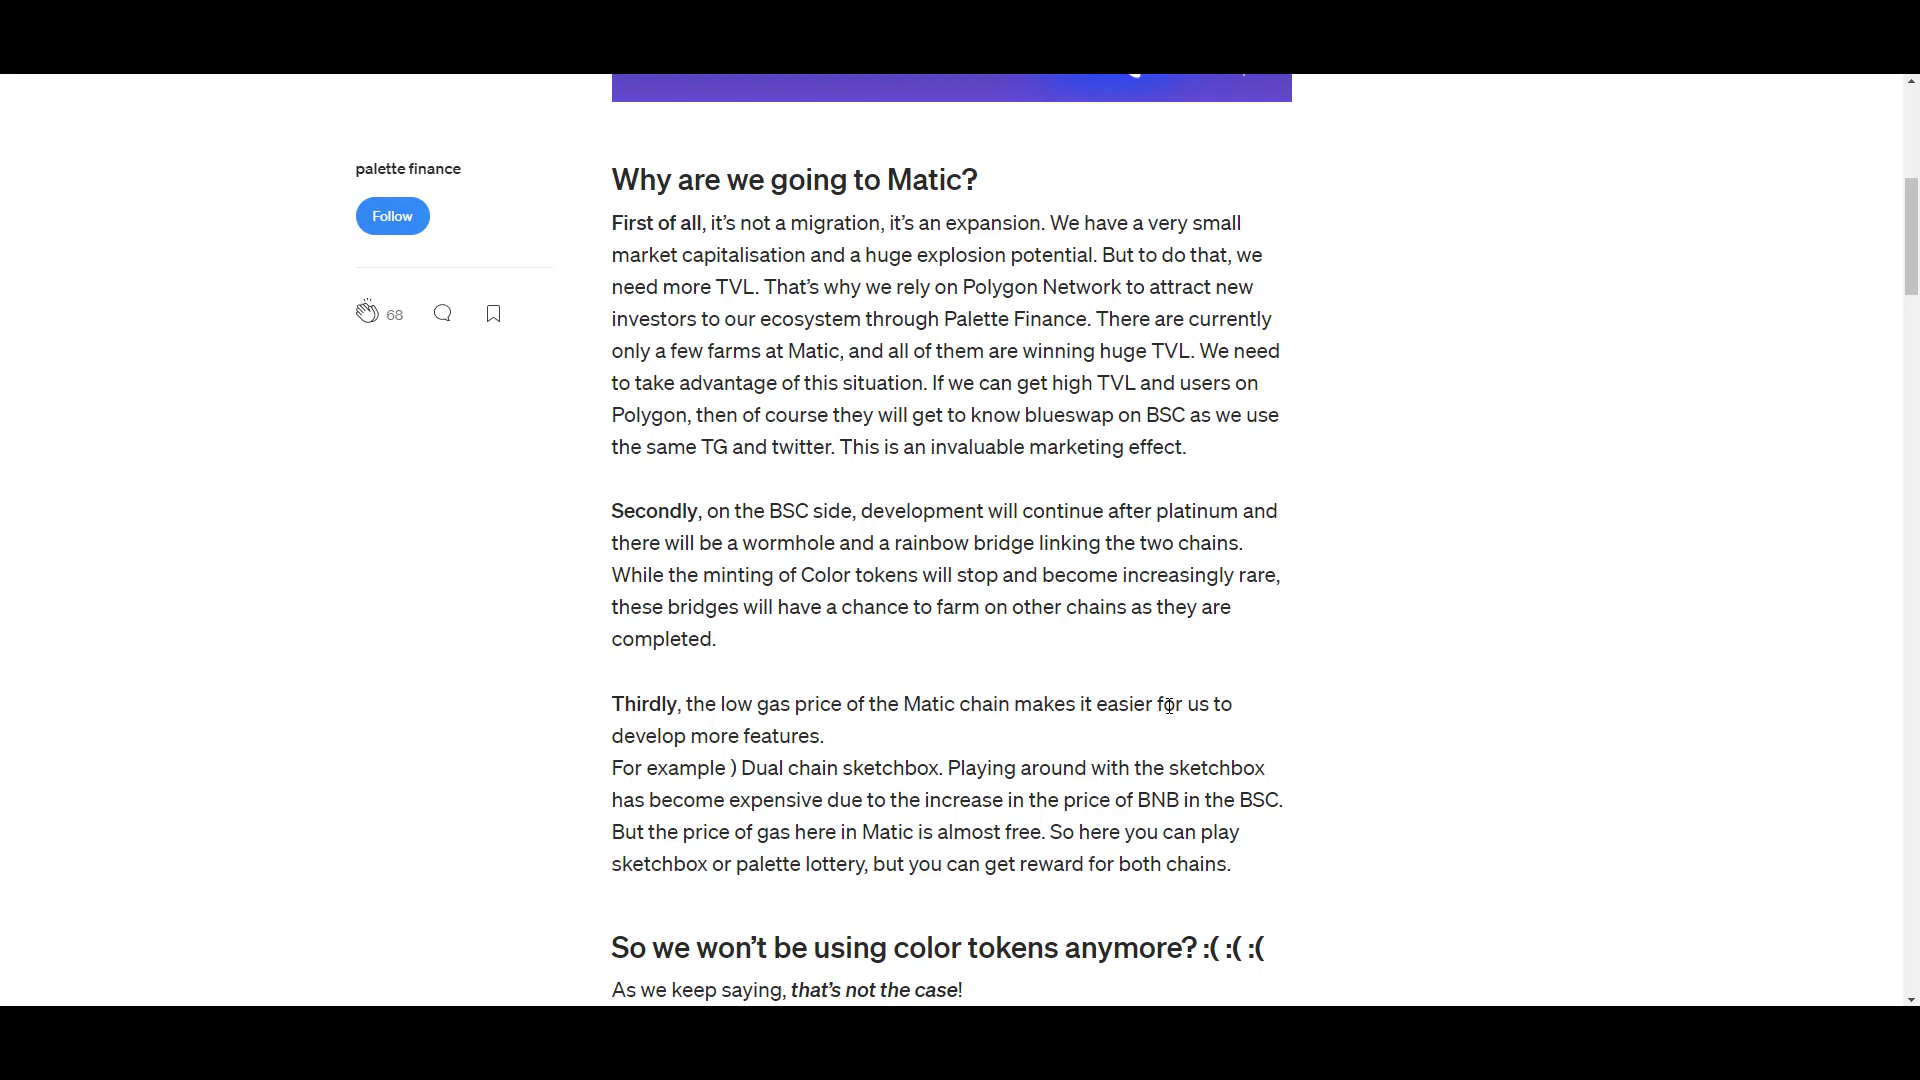 palette finance
Follow
68
Why are we going to Matic?
First of all, it’s not a migration, it’s an expansion. We have a very small
market capitalisation and a huge explosion potential. But to do that, we
need more TVL. That’s why we rely on Polygon Network to attract new
investors to our ecosystem through Palette Finance. There are currently
only a few farms at Matic, and all of them are winning huge TVL. We need
to take advantage of this situation. If we can get high TVL and users on
Polygon, then of course they will get to know blueswap on BSC as we use
the same TG and twitter. This is an invaluable marketing effect.
Secondly, on the BSC side, development will continue after platinum and
there will be a wormhole and a rainbow bridge linking the two chains.
While the minting of Color tokens will stop and become increasingly rare,
these bridges will have a chance to farm on other chains as they are
completed.
Thirdly, the low gas price of the Matic chain makes it easier for us to
develop more features.
For example ) Dual chain sketchbox. Playing around with the sketchbox
has become expensive due to the increase in the price of BNB in the BSC.
But the price of gas here in Matic is almost free. So here you can play
sketchbox or palette lottery, but you can get reward for both chains.
So we won’t be using color tokens anymore? :( :( :(
As we keep saying, that’s not the case!